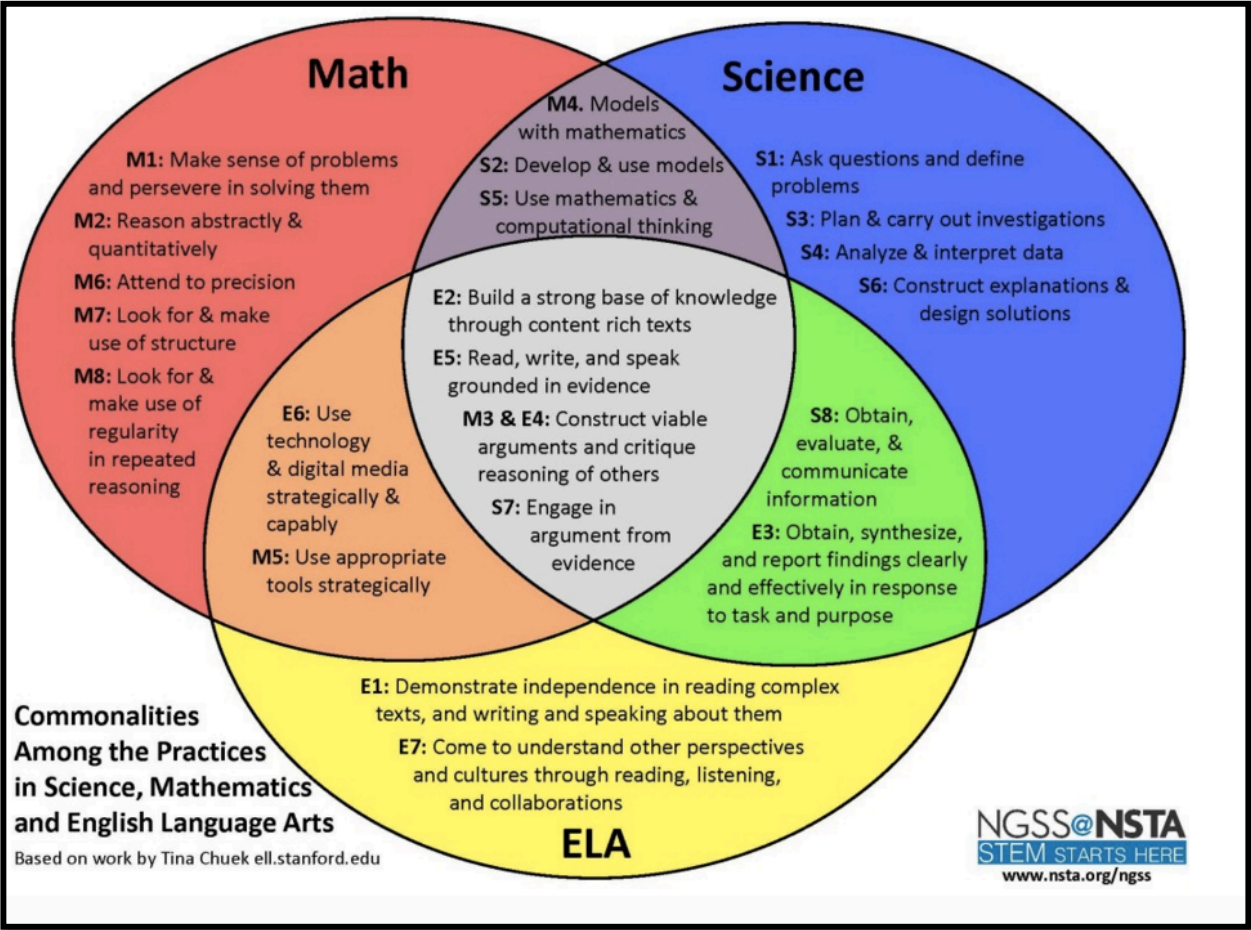 Math
M1: Make sense of problems
and persevere in solving them
M2: Reason abstractly &
quantitatively
M6: Attend to precision
M7: Look for & make
use of structure
M8: Look for &
make use of
regularity
in repeated
reasoning
Science
M4. Models
with mathematics
S2: Develop & use models
S5: Use mathematics &
computational thinking
S1: Ask questions and define
problems
S3: Plan & carry out investigations
S4: Analyze & interpret data
S6: Construct explanations &
design solutions
E2: Build a strong base of knowledge
through content rich texts
E5: Read, write, and speak
grounded in evidence
M3 & E4: Construct viable
arguments and critique
reasoning of others
S7: Engage in
argument from
evidence
E6: Use
technology
& digital media
strategically &
capably
M5: Use appropriate
tools strategically
S8: Obtain,
evaluate, &
communicate
information
E3: Obtain, synthesize,
and report findings clearly
and effectively in response
to task and purpose
E1: Demonstrate independence in reading complex
texts, and writing and speaking about them
E7: Come to understand other perspectives
and cultures through reading, listening,
and collaborations
ELA
Commonalities
Among the Practices
in Science, Mathematics
and English Language Arts
Based on work by Tina Chuek ell.stanford.edu
NGSS@NSTA
STEM STARTS HERE
www.nsta.org/ngss